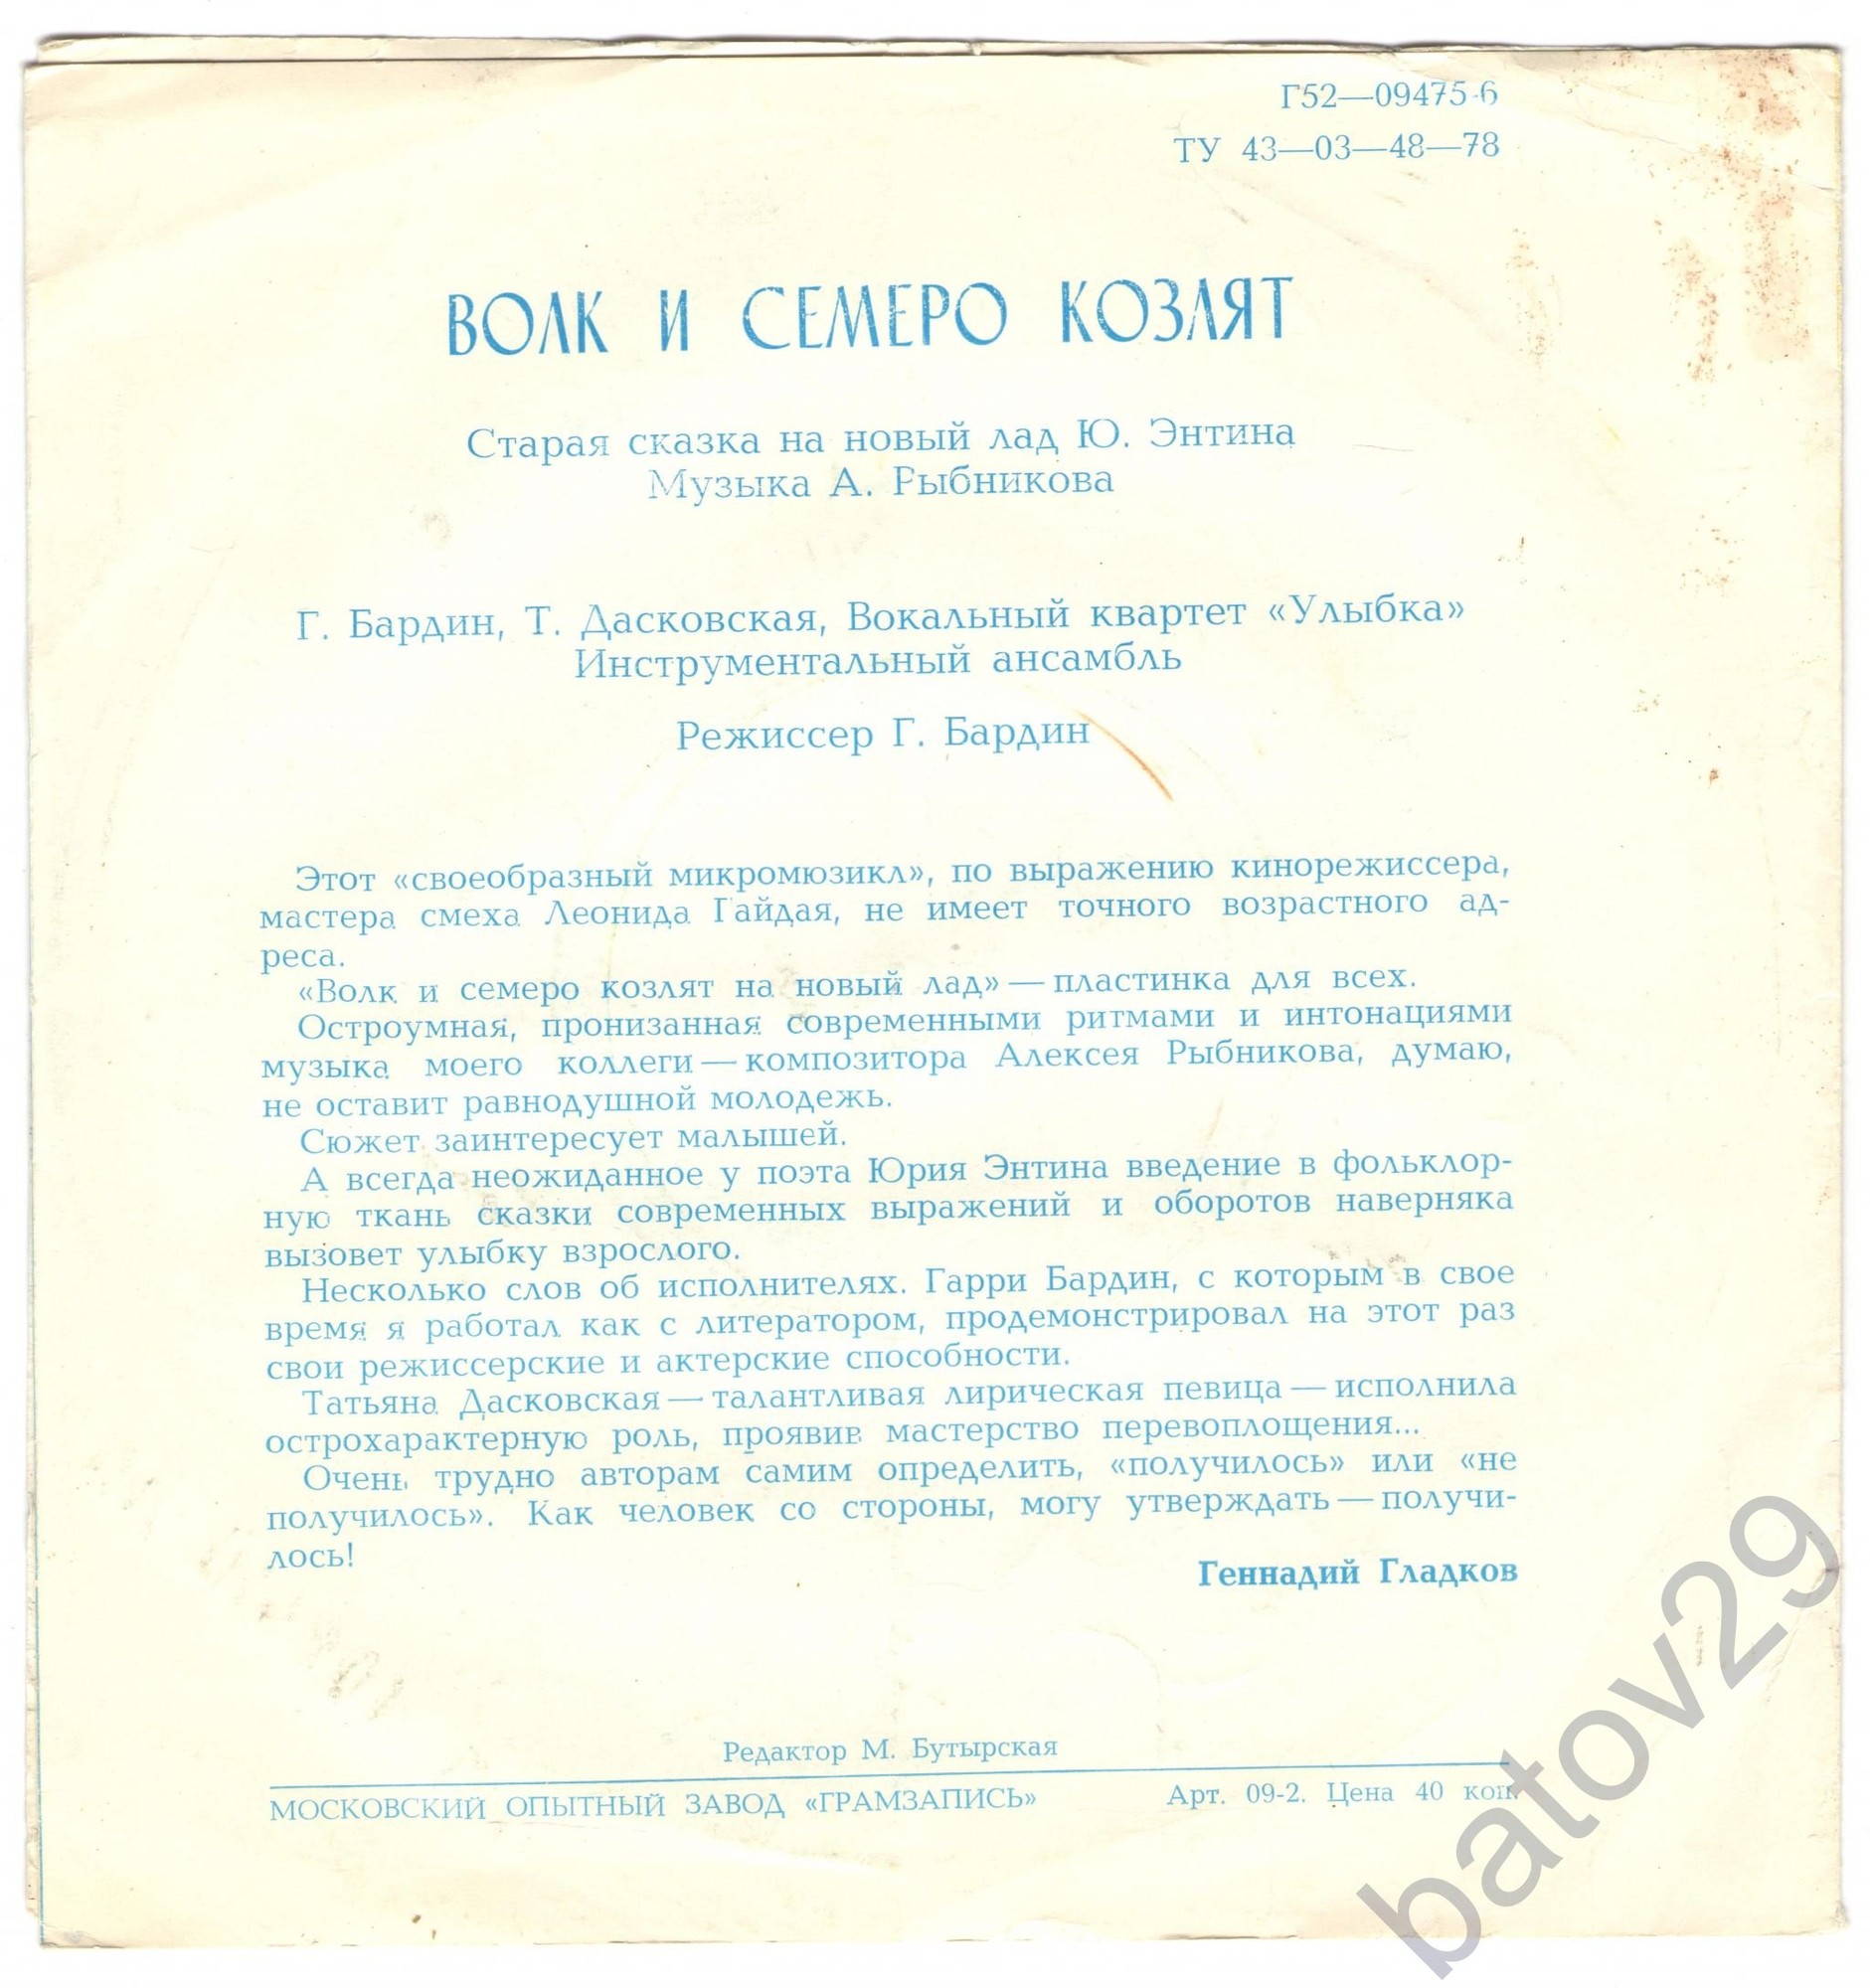 Г52—09475-6
ТУ 43—03—48—78
ВОЛК И СЕМЕРО КОЗЛЯТ
Старая сказка на новый лад Ю. Энтина
Музыка А. Рыбникова
Г. Бардин, Т. Дасковская, Вокальный квартет «Улыбка»
Инструментальный ансамбль
Режиссер Г. Бардин
Этот «своеобразный микромюзикл», по выражению кинорежиссера,
мастера смеха Леонида Гайдая, не имеет точного возрастного ад-
реса.
«Волк и семеро козлят на новый лад» — пластинка для всех.
Остроумная, пронизанная современными ритмами и интонациями
музыка моего коллеги — композитора Алексея Рыбникова, думаю,
не оставит равнодушной молодежь.
Сюжет заинтересует малышей.
А всегда неожиданное у поэта Юрия Энтина введение в фольклор-
ную ткань сказки современных выражений и оборотов наверняка
вызовет улыбку взрослого.
Несколько слов об исполнителях. Гарри Бардин, с которым в свое
время я работал как с литератором, продемонстрировал на этот раз
свои режиссерские и актерские способности.
Татьяна Дасковская — талантливая лирическая певица — исполнила
острохарактерную роль, проявив мастерство перевоплощения...
Очень трудно авторам самим определить, «получилось» или «не
получилось». Как человек со стороны, могу утверждать — получи-
лось!
Геннадий Гладков
Редактор М. Бутырская
МОСКОВСКИЙ ОПЫТНЫЙ ЗАВОД «ГРАМЗАПИСЬ» Арт. 09-2. Цена 40 коп.
batov29